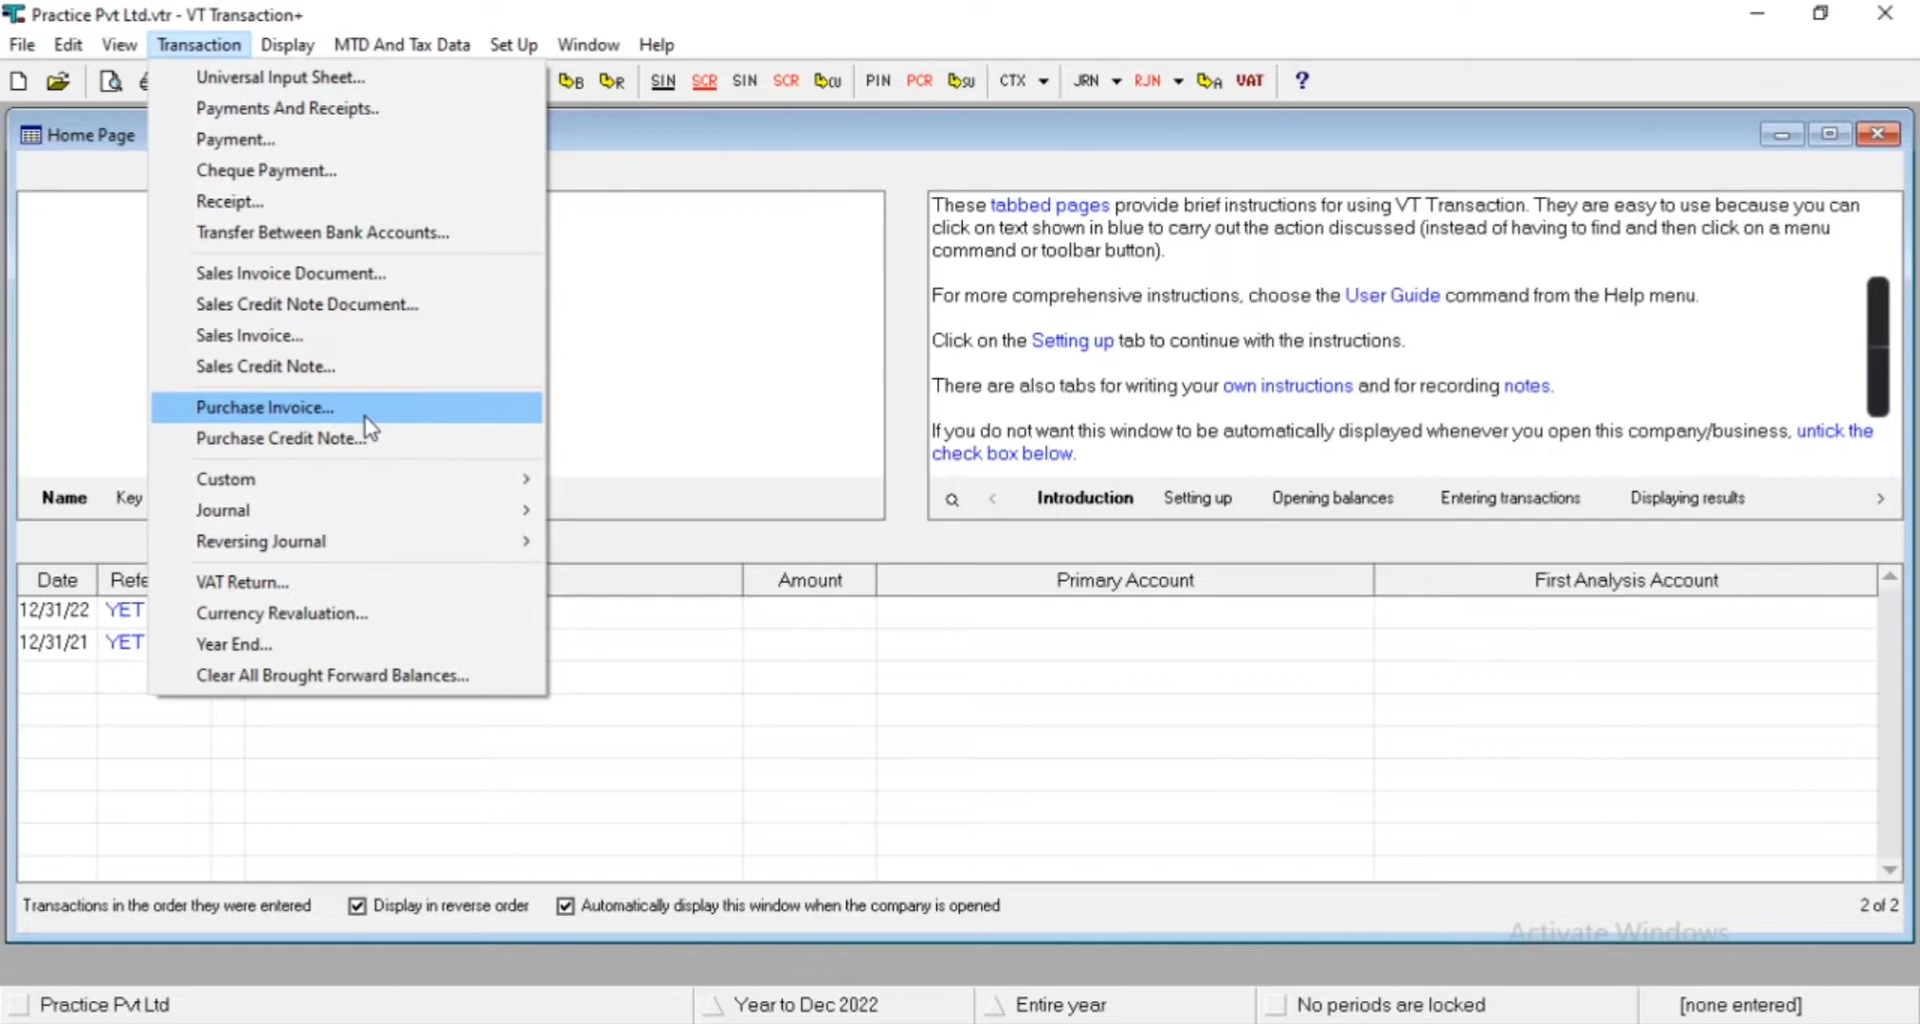 Practice Pvt Ltd.vtr - VT Transaction+
File Edit View Transaction Display MTD And Tax Data Set Up Window Help
B R SIN SCR SIN SCR CU PIN PCR SU CTX JRN RJN A VAT ?
Universal Input Sheet...
Payments And Receipts..
Payment...
Cheque Payment...
Receipt...
Transfer Between Bank Accounts...
Sales Invoice Document...
Sales Credit Note Document...
Sales Invoice...
Sales Credit Note...
Purchase Invoice...
Purchase Credit Note...
Custom
Journal
Reversing Journal
VAT Return...
Currency Revaluation...
Year End...
Clear All Brought Forward Balances...
Home Page
These tabbed pages provide brief instructions for using VT Transaction. They are easy to use because you can
click on text shown in blue to carry out the action discussed (instead of having to find and then click on a menu
command or toolbar button).
For more comprehensive instructions, choose the User Guide command from the Help menu.
Click on the Setting up tab to continue with the instructions.
There are also tabs for writing your own instructions and for recording notes.
If you do not want this window to be automatically displayed whenever you open this company/business, untick the
check box below.
Name Key
Introduction Setting up Opening balances Entering transactions Displaying results
Date Refe Amount Primary Account First Analysis Account
12/31/22 YET
12/31/21 YET
Transactions in the order they were entered Display in reverse order Automatically display this window when the company is opened 2 of 2
Activate Windows
Practice Pvt Ltd Year to Dec 2022 Entire year No periods are locked [none entered]